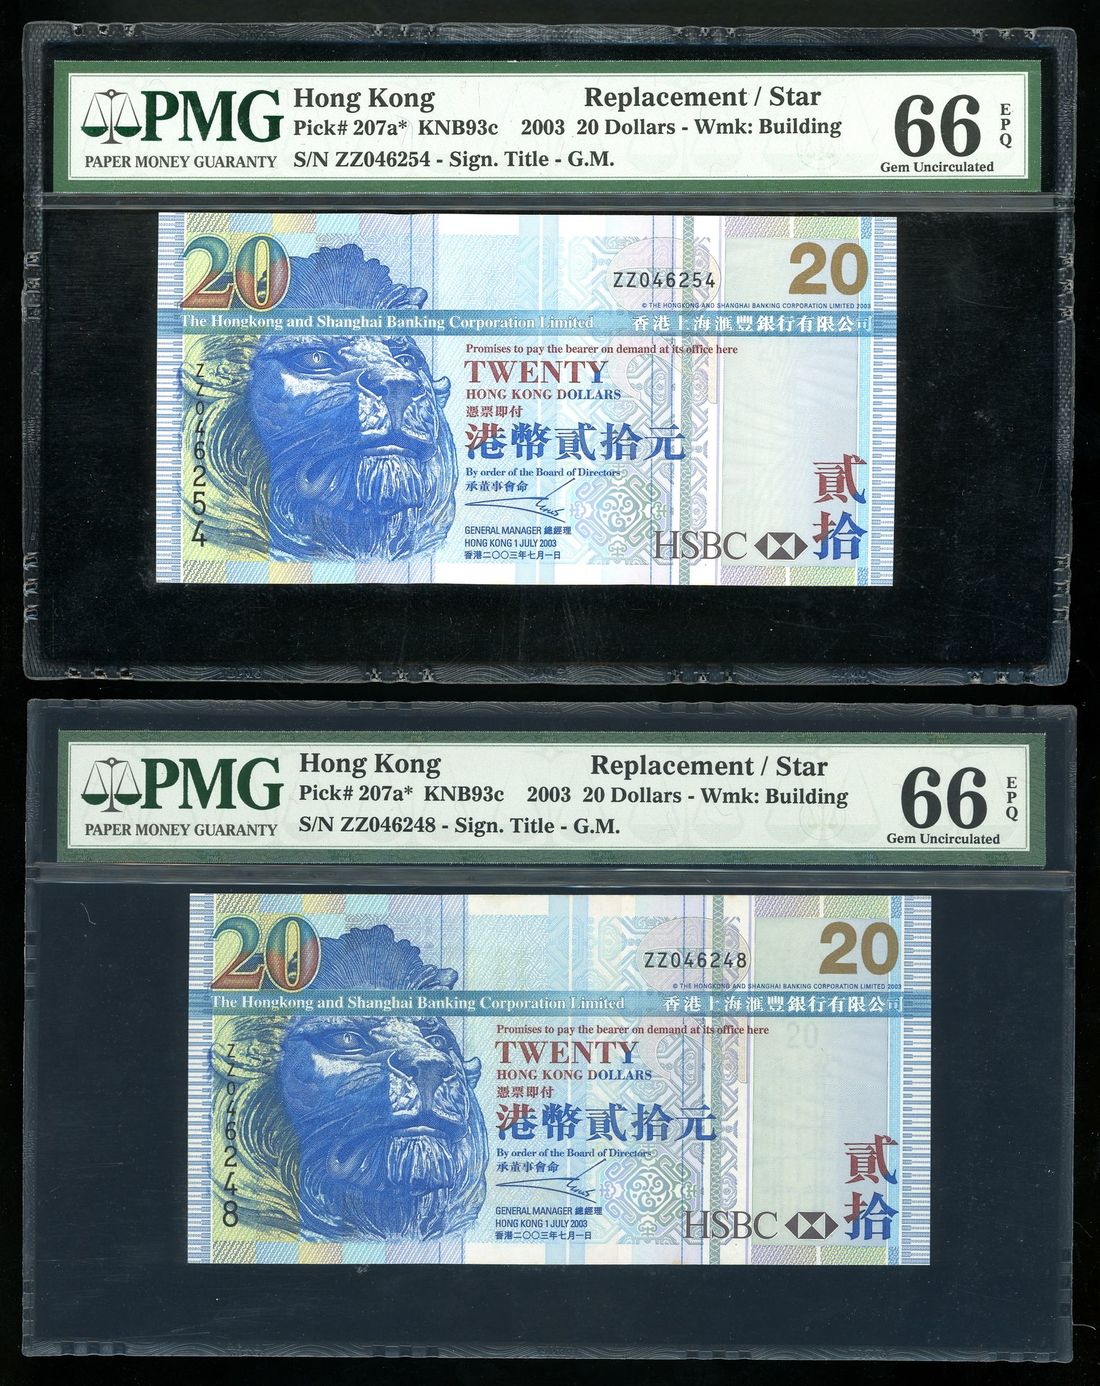 PMG
PAPER MONEY GUARANTY
Hong Kong Replacement / Star
Pick# 207a* KNB93c 2003 20 Dollars - Wmk: Building
S/N ZZ046254 - Sign. Title - G.M.
66
EPQ
Gem Uncirculated
20
ZZ046254
20
© THE HONGKONG AND SHANGHAI BANKING CORPORATION LIMITED 2003
The Hongkong and Shanghai Banking Corporation Limited 香港上海滙豐銀行有限公司
Promises to pay the bearer on demand at its office here
TWENTY
HONG KONG DOLLARS
憑票即付
港幣貳拾元
By order of the Board of Directors
承董事會命
GENERAL MANAGER 總經理
HONG KONG 1 JULY 2003
香港二〇〇三年七月一日
ZZ046254
HSBC
貳拾
PMG
PAPER MONEY GUARANTY
Hong Kong Replacement / Star
Pick# 207a* KNB93c 2003 20 Dollars - Wmk: Building
S/N ZZ046248 - Sign. Title - G.M.
66
EPQ
Gem Uncirculated
20
ZZ046248
20
© THE HONGKONG AND SHANGHAI BANKING CORPORATION LIMITED 2003
The Hongkong and Shanghai Banking Corporation Limited 香港上海滙豐銀行有限公司
Promises to pay the bearer on demand at its office here
TWENTY
HONG KONG DOLLARS
憑票即付
港幣貳拾元
By order of the Board of Directors
承董事會命
GENERAL MANAGER 總經理
HONG KONG 1 JULY 2003
香港二〇〇三年七月一日
ZZ046248
HSBC
貳拾
20